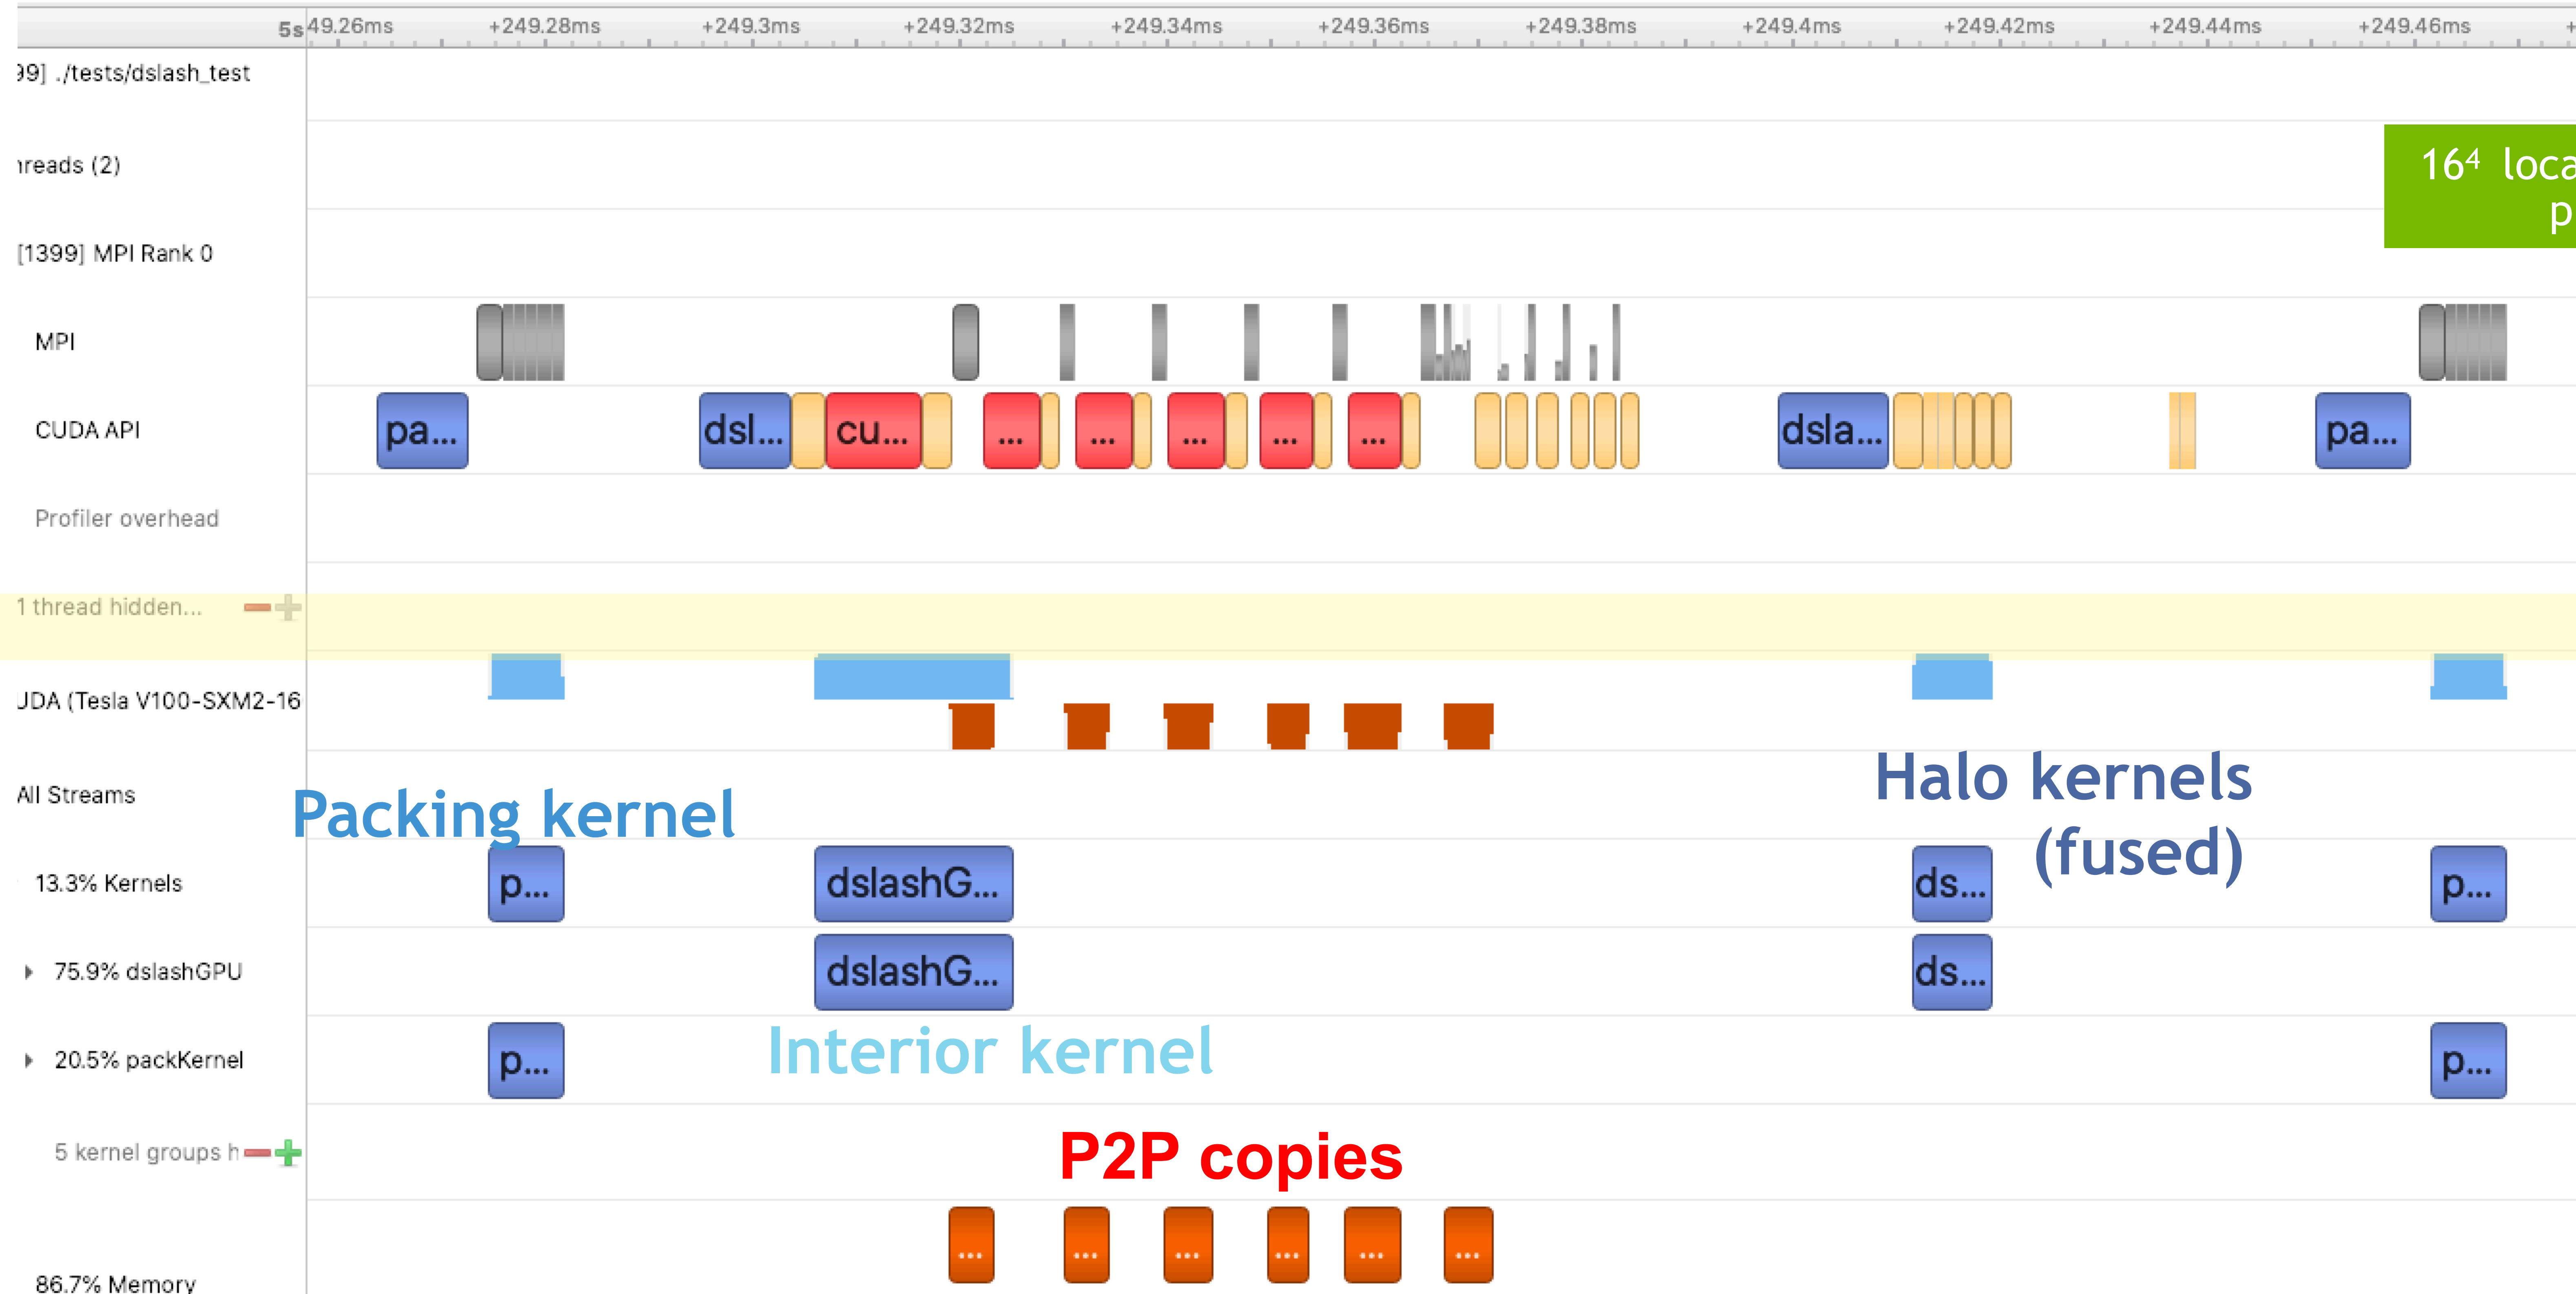 5s 49.26ms +249.28ms +249.3ms +249.32ms +249.34ms +249.36ms +249.38ms +249.4ms +249.42ms +249.44ms +249.46ms
99] ./tests/dslash_test
reads (2)
16⁴ loca
p
[1399] MPI Rank 0
MPI
CUDA API
pa... dsl... cu... ... ... ... ... ... dsla... pa...
Profiler overhead
1 thread hidden...
UDA (Tesla V100-SXM2-16
Halo kernels
(fused)
All Streams
Packing kernel
13.3% Kernels
p... dslashG... ds... p...
75.9% dslashGPU
dslashG... ds...
Interior kernel
20.5% packKernel
p... p...
5 kernel groups h
P2P copies
... ... ... ... ... ...
86.7% Memory